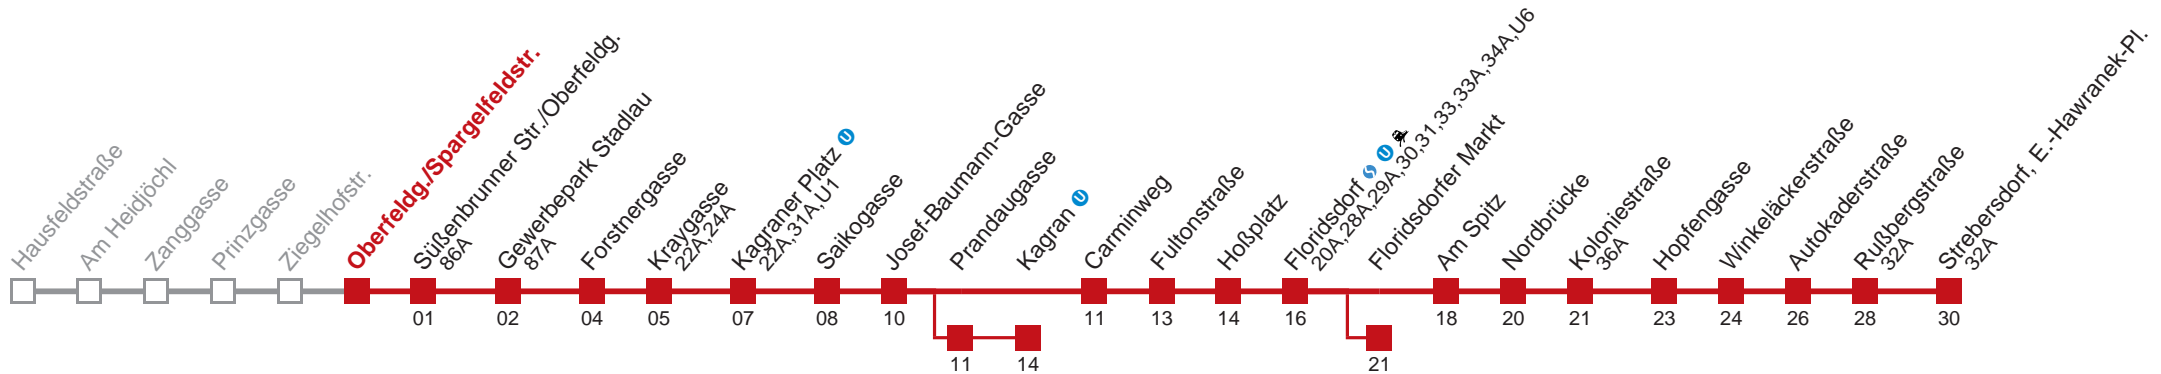 Hausfeldstraße
Am Heidjöchl
Zanggasse
Prinzgasse
Ziegelhofstr.
Oberfeldg./Spargelfeldstr.
Süßenbrunner Str./Oberfeldg.
86A
Gewerbepark Stadlau
87A
Forstnergasse
Kraygasse
22A,24A
Kagraner Platz U
22A,31A,U1
Saikogasse
Josef-Baumann-Gasse
Prandaugasse
Kagran U
Carminweg
Fultonstraße
Hoßplatz
Floridsdorf S U
20A,28A,29A,30,31,33,33A,34A,U6
Floridsdorfer Markt
Am Spitz
Nordbrücke
Koloniestraße
36A
Hopfengasse
Winkeläckerstraße
Autokaderstraße
Rußbergstraße
32A
Strebersdorf, E.-Hawranek-Pl.
32A
01 02 04 05 07 08 10 11 13 14 16 18 20 21 23 24 26 28 30
11 14 21